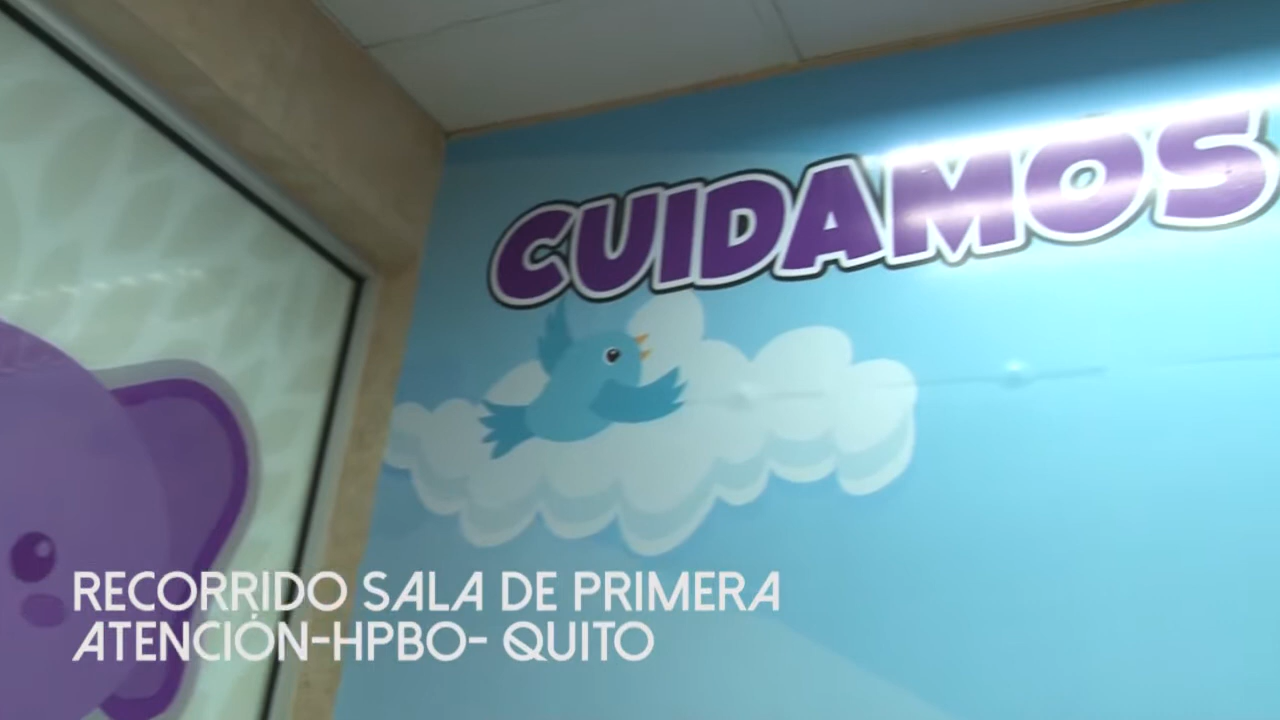 CUIDAMOS
RECORRIDO SALA DE PRIMERA
ATENCIÓN-HPBO- QUITO